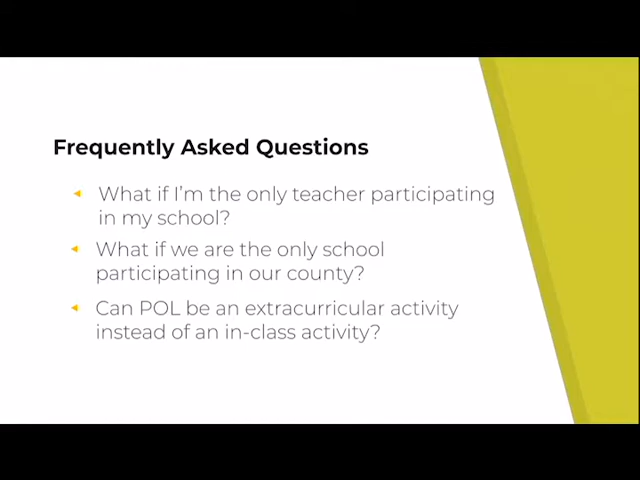 Frequently Asked Questions
What if I'm the only teacher participating
in my school?
What if we are the only school
participating in our county?
Can POL be an extracurricular activity
instead of an in-class activity?